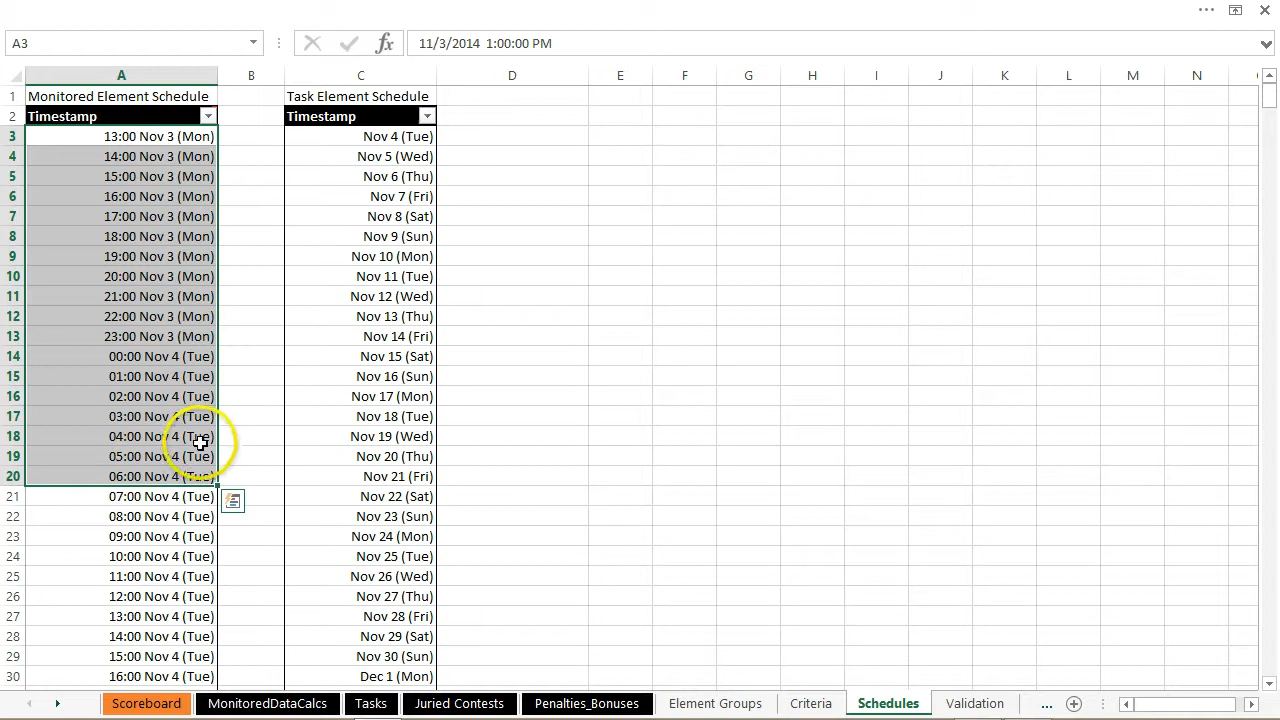 A3 fx 11/3/2014 1:00:00 PM
A B C D E F G H I J K L M N
1 Monitored Element Schedule Task Element Schedule
2 Timestamp Timestamp
3 13:00 Nov 3 (Mon) Nov 4 (Tue)
4 14:00 Nov 3 (Mon) Nov 5 (Wed)
5 15:00 Nov 3 (Mon) Nov 6 (Thu)
6 16:00 Nov 3 (Mon) Nov 7 (Fri)
7 17:00 Nov 3 (Mon) Nov 8 (Sat)
8 18:00 Nov 3 (Mon) Nov 9 (Sun)
9 19:00 Nov 3 (Mon) Nov 10 (Mon)
10 20:00 Nov 3 (Mon) Nov 11 (Tue)
11 21:00 Nov 3 (Mon) Nov 12 (Wed)
12 22:00 Nov 3 (Mon) Nov 13 (Thu)
13 23:00 Nov 3 (Mon) Nov 14 (Fri)
14 00:00 Nov 4 (Tue) Nov 15 (Sat)
15 01:00 Nov 4 (Tue) Nov 16 (Sun)
16 02:00 Nov 4 (Tue) Nov 17 (Mon)
17 03:00 Nov 4 (Tue) Nov 18 (Tue)
18 04:00 Nov 4 (Tue) Nov 19 (Wed)
19 05:00 Nov 4 (Tue) Nov 20 (Thu)
20 06:00 Nov 4 (Tue) Nov 21 (Fri)
21 07:00 Nov 4 (Tue) Nov 22 (Sat)
22 08:00 Nov 4 (Tue) Nov 23 (Sun)
23 09:00 Nov 4 (Tue) Nov 24 (Mon)
24 10:00 Nov 4 (Tue) Nov 25 (Tue)
25 11:00 Nov 4 (Tue) Nov 26 (Wed)
26 12:00 Nov 4 (Tue) Nov 27 (Thu)
27 13:00 Nov 4 (Tue) Nov 28 (Fri)
28 14:00 Nov 4 (Tue) Nov 29 (Sat)
29 15:00 Nov 4 (Tue) Nov 30 (Sun)
30 16:00 Nov 4 (Tue) Dec 1 (Mon)
Scoreboard MonitoredDataCalcs Tasks Juried Contests Penalties_Bonuses Element Groups Criteria Schedules Validation ...